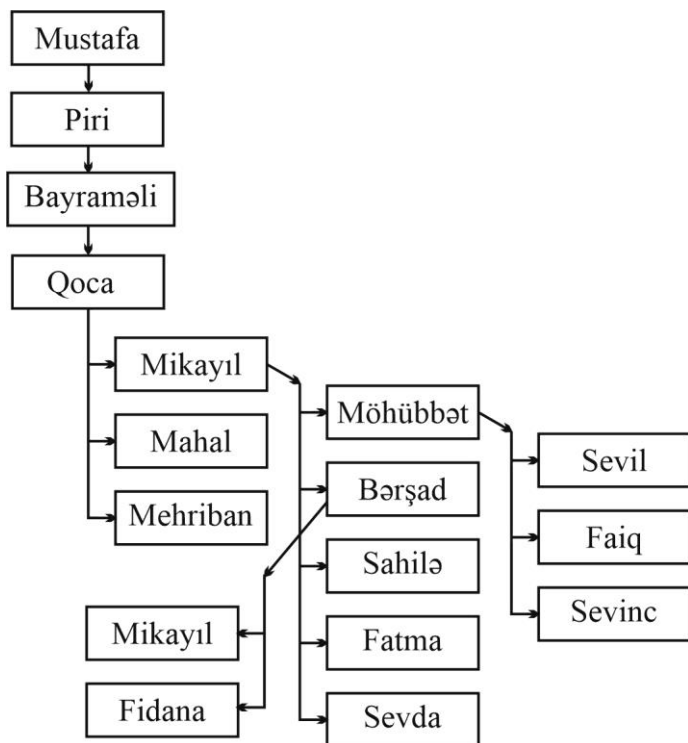 Mustafa
Piri
Bayraməli
Qoca
Mikayıl
Mahal
Mehriban
Möhübbət
Bərşad
Sahilə
Fatma
Sevda
Sevil
Faiq
Sevinc
Mikayıl
Fidana